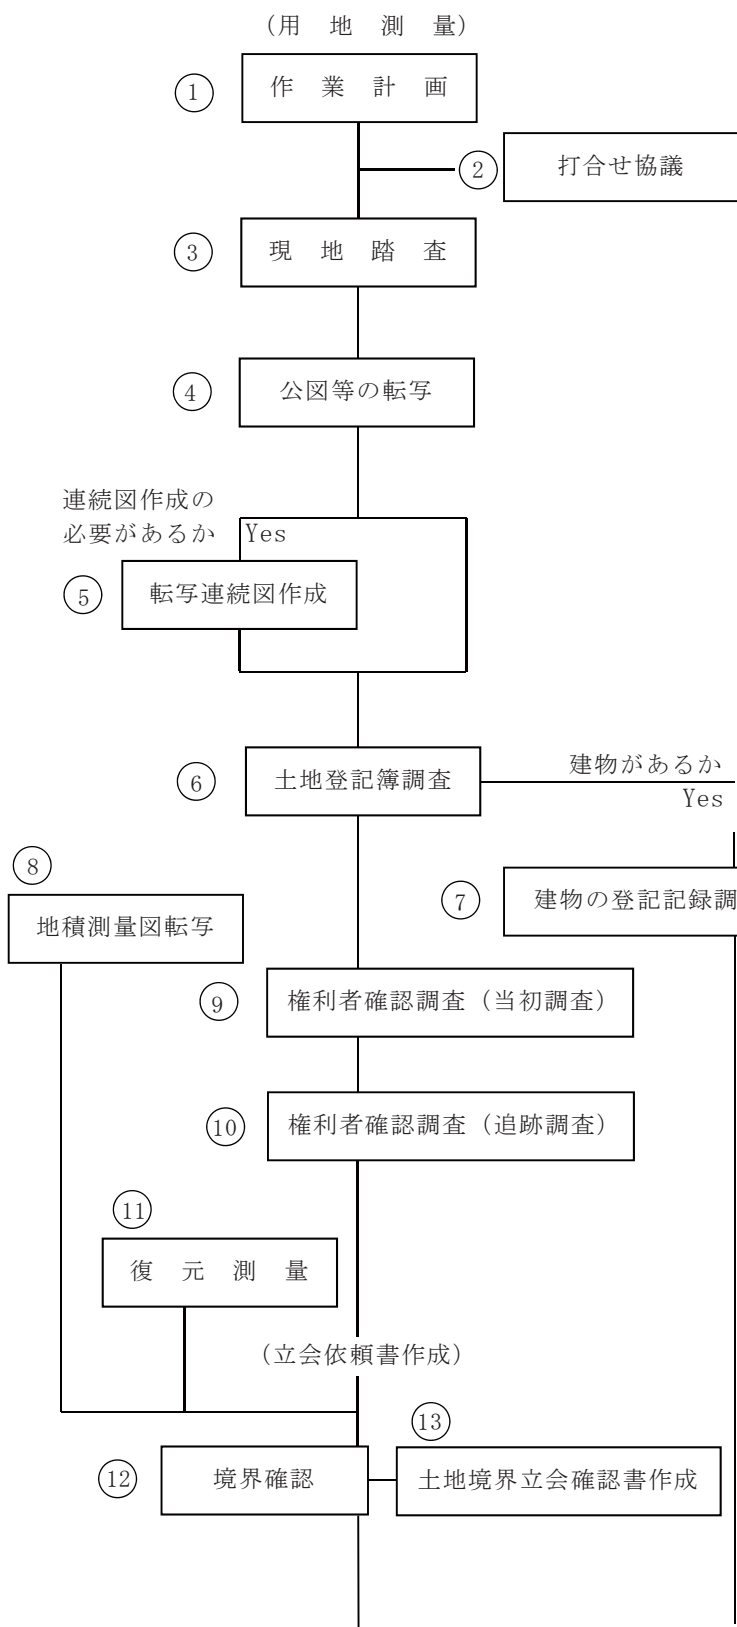 (用 地 測 量)
① 作 業 計 画
② 打合せ協議
③ 現 地 踏 査
④ 公図等の転写
連続図作成の
必要があるか Yes
⑤ 転写連続図作成
⑥ 土地登記簿調査
建物があるか
Yes
⑧
地積測量図転写
⑦ 建物の登記記録調
⑨ 権利者確認調査(当初調査)
⑩ 権利者確認調査(追跡調査)
⑪
復 元 測 量
(立会依頼書作成)
⑬
⑫ 境界確認
土地境界立会確認書作成